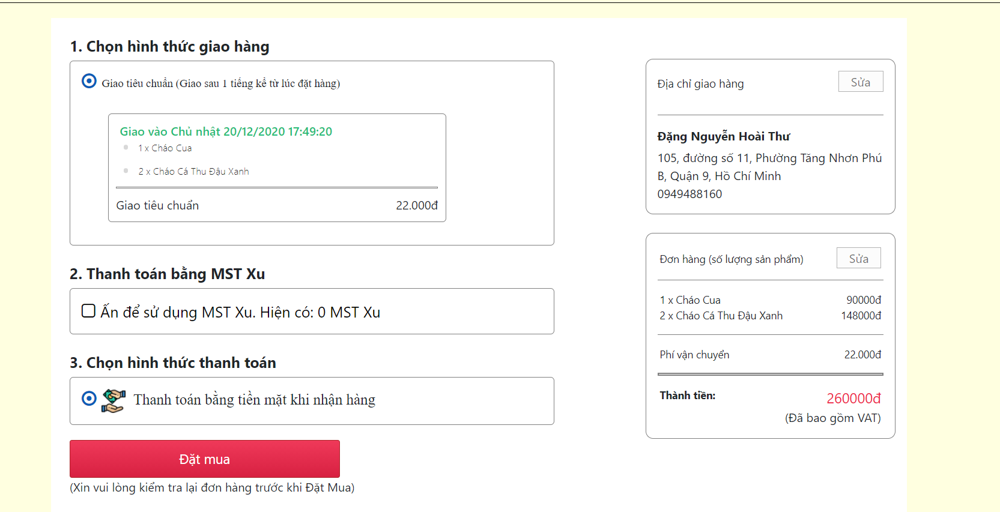 1. Chọn hình thức giao hàng
Giao tiêu chuẩn (Giao sau 1 tiếng kể từ lúc đặt hàng)
Giao vào Chủ nhật 20/12/2020 17:49:20
1 x Cháo Cua
2 x Cháo Cá Thu Đậu Xanh
Giao tiêu chuẩn 22.000đ
2. Thanh toán bằng MST Xu
Ấn để sử dụng MST Xu. Hiện có: 0 MST Xu
3. Chọn hình thức thanh toán
Thanh toán bằng tiền mặt khi nhận hàng
Đặt mua
(Xin vui lòng kiểm tra lại đơn hàng trước khi Đặt Mua)
Địa chỉ giao hàng Sửa
Đặng Nguyễn Hoài Thư
105, đường số 11, Phường Tăng Nhơn Phú
B, Quận 9, Hồ Chí Minh
0949488160
Đơn hàng (số lượng sản phẩm) Sửa
1 x Cháo Cua 90000đ
2 x Cháo Cá Thu Đậu Xanh 148000đ
Phí vận chuyển 22.000đ
Thành tiền: 260000đ
(Đã bao gồm VAT)